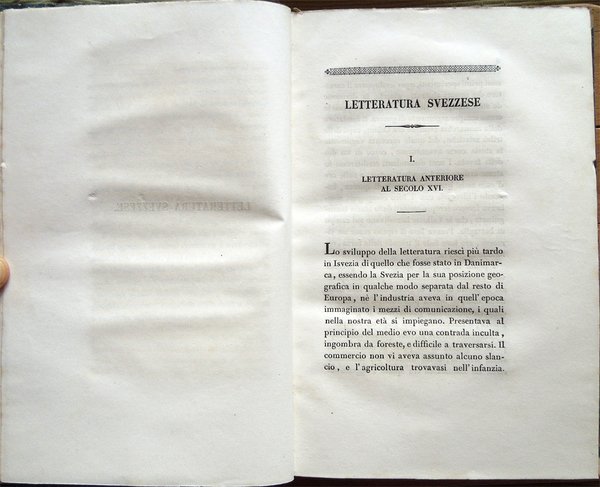 LETTERATURA SVEZZESE.
LETTERATURA SVEZZESE
I.
LETTERATURA ANTERIORE
AL SECOLO XVI.
Lo sviluppo della letteratura riescì più tardo
in Isvezia di quello che fosse stato in Danimar-
ca, essendo la Svezia per la sua posizione geo-
grafica in qualche modo separata dal resto di
Europa, nè l'industria aveva in quell'epoca
immaginato i mezzi di comunicazione, i quali
nella nostra età si impiegano. Presentava al
principio del medio evo una contrada inculta,
ingombra da foreste, e difficile a traversarsi. Il
commercio non vi aveva assunto alcuno slan-
cio, e l'agricoltura trovavasi nell'infanzia.